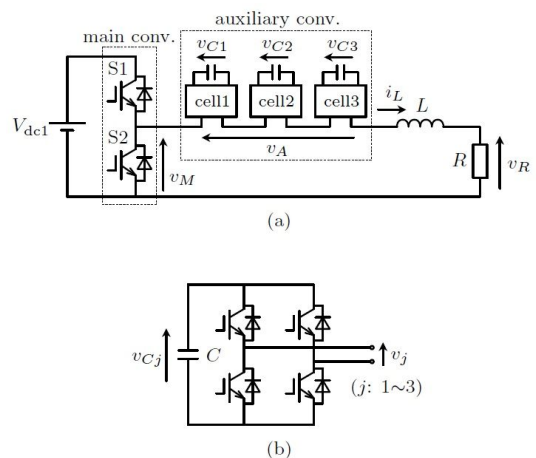 auxiliary conv.
main conv.
vC1 vC2 vC3
S1
cell1 cell2 cell3
iL L
Vdc1
S2
vA
vM
R
vR
(a)
vCj C
vj
(j: 1~3)
(b)